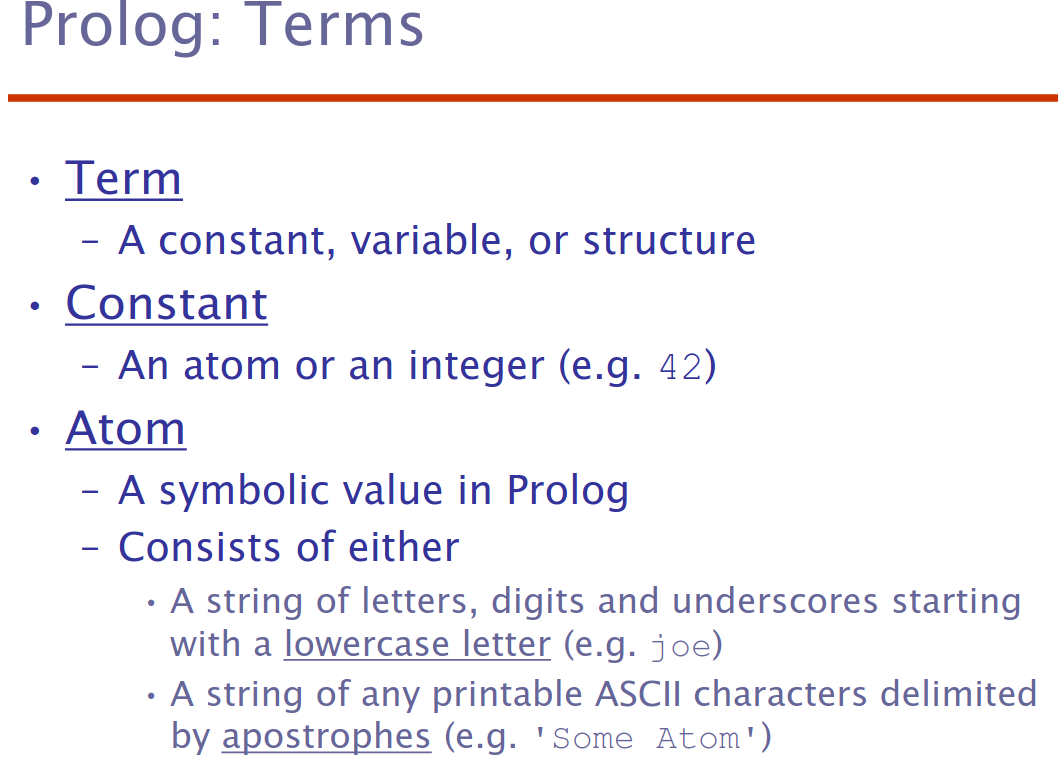 Prolog: Terms
• Term
– A constant, variable, or structure
• Constant
– An atom or an integer (e.g. 42)
• Atom
– A symbolic value in Prolog
– Consists of either
• A string of letters, digits and underscores starting
with a lowercase letter (e.g. joe)
• A string of any printable ASCII characters delimited
by apostrophes (e.g. 'Some Atom')